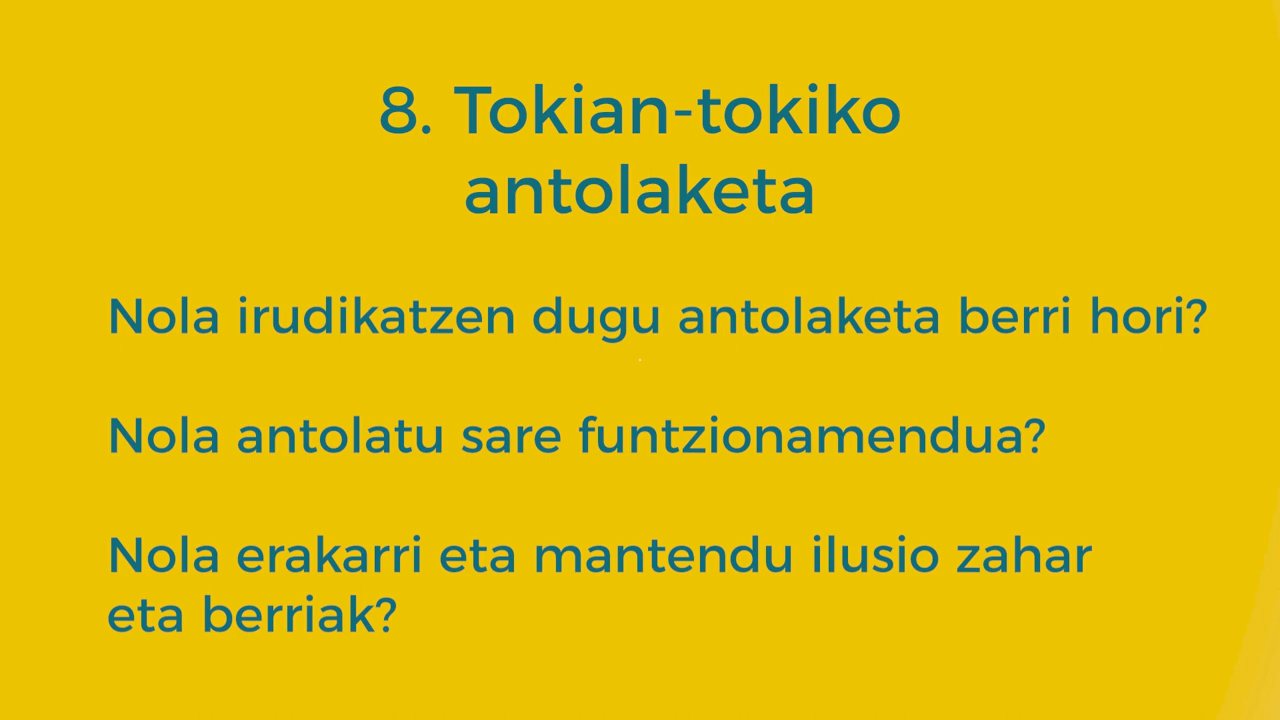 8. Tokian-tokiko
antolaketa
Nola irudikatzen dugu antolaketa berri hori?
Nola antolatu sare funtzionamendua?
Nola erakarri eta mantendu ilusio zahar
eta berriak?